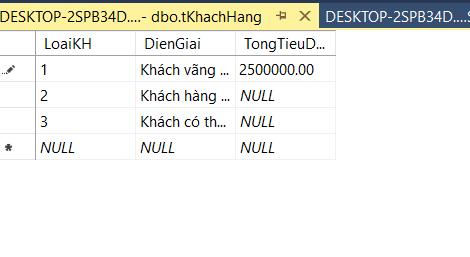 DESKTOP-2SPB34D....- dbo.tKhachHang DESKTOP-2SPB34D....
LoaiKH DienGiai TongTieuD...
1 Khách vãng ... 2500000.00
2 Khách hàng ... NULL
3 Khách có th... NULL
NULL NULL NULL